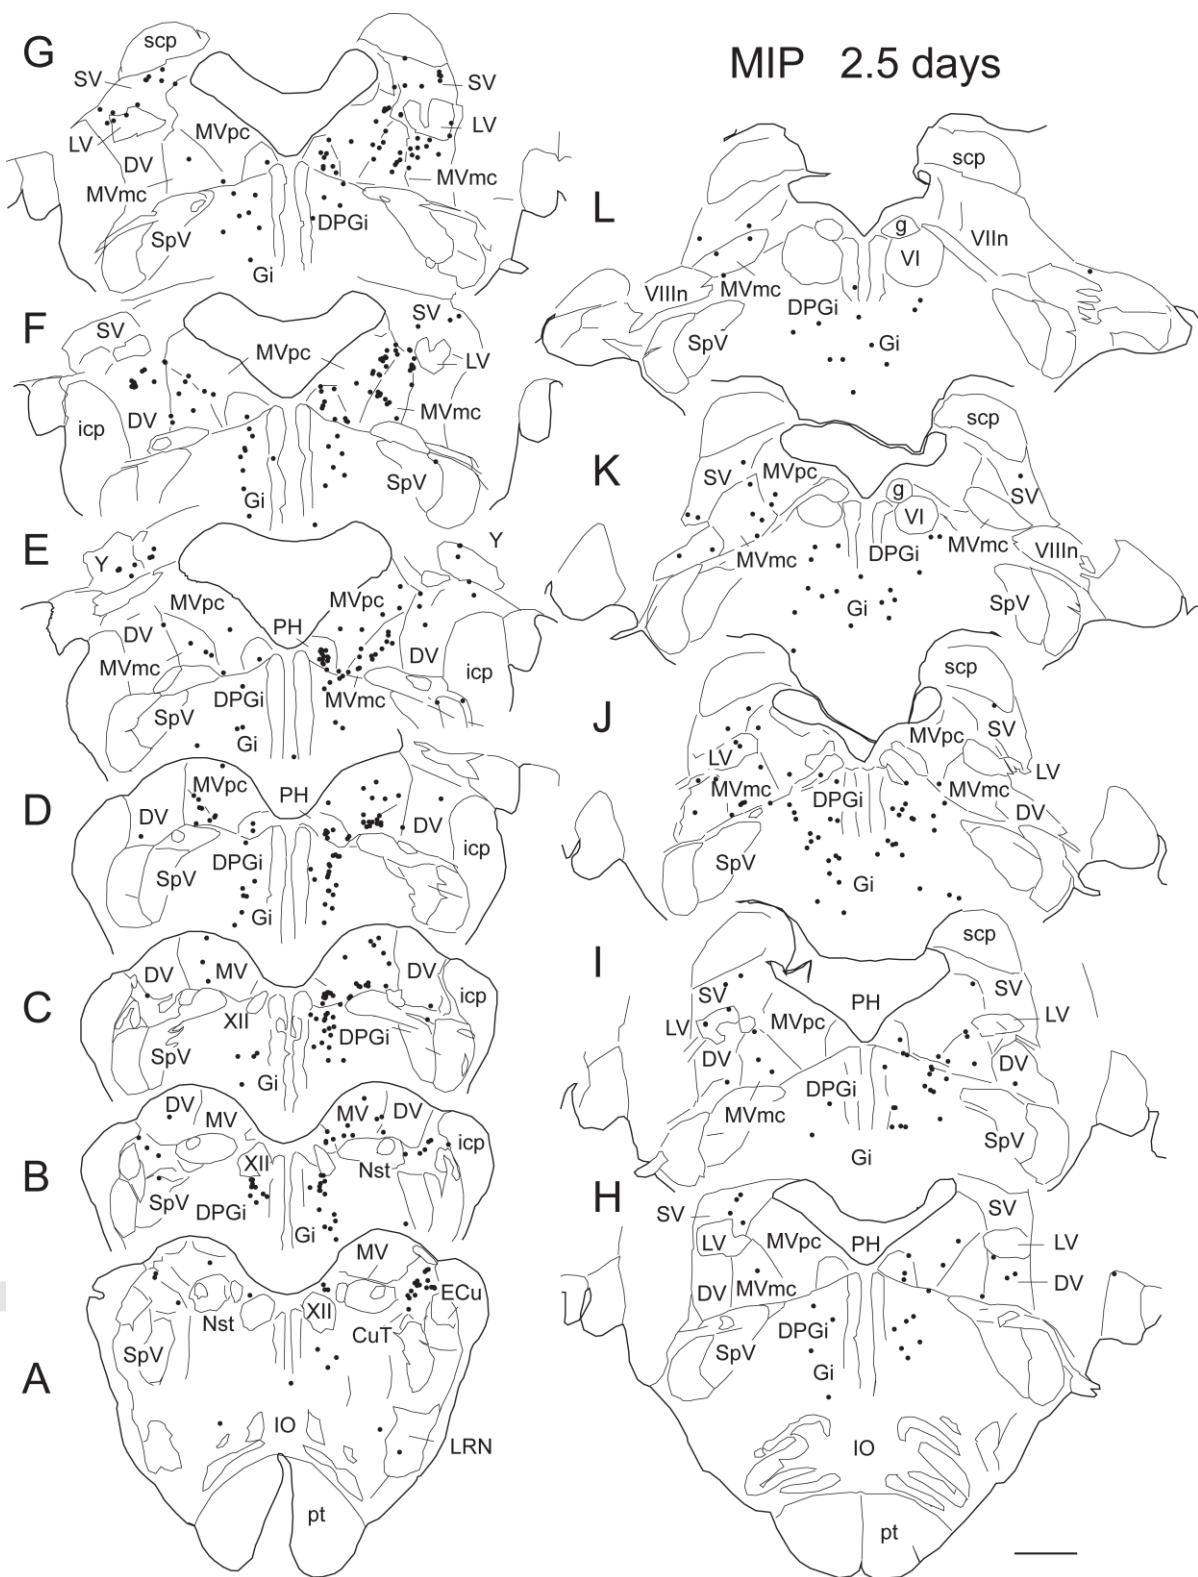 MIP 2.5 days
G
scp
SV
SV
LV
LV
MVpc
DV
MVmc
MVmc
SpV
DPGi
Gi
F
SV
SV
MVpc
LV
DV
MVmc
icp
SpV
Gi
E
Y
Y
MVpc
MVpc
DV
PH
DV
MVmc
icp
DPGi
MVmc
SpV
Gi
D
MVpc
PH
DV
DV
DPGi
icp
SpV
Gi
C
DV
MV
DV
icp
XII
DPGi
SpV
Gi
B
DV
MV
MV
DV
icp
XII
Nst
SpV
DPGi
Gi
A
MV
ECu
Nst
XII
CuT
SpV
IO
LRN
pt
L
scp
g
VIIn
VI
VIIIn
MVmc
DPGi
SpV
Gi
K
scp
SV
MVpc
g
SV
VI
MVmc
DPGi
MVmc
VIIIn
Gi
SpV
J
scp
SV
MVpc
LV
LV
MVmc
DPGi
MVmc
DV
SpV
Gi
I
scp
SV
PH
SV
LV
MVpc
LV
DV
DV
DPGi
MVmc
SpV
Gi
H
SV
SV
LV
MVpc
PH
LV
DV
MVmc
DV
DPGi
SpV
Gi
IO
pt